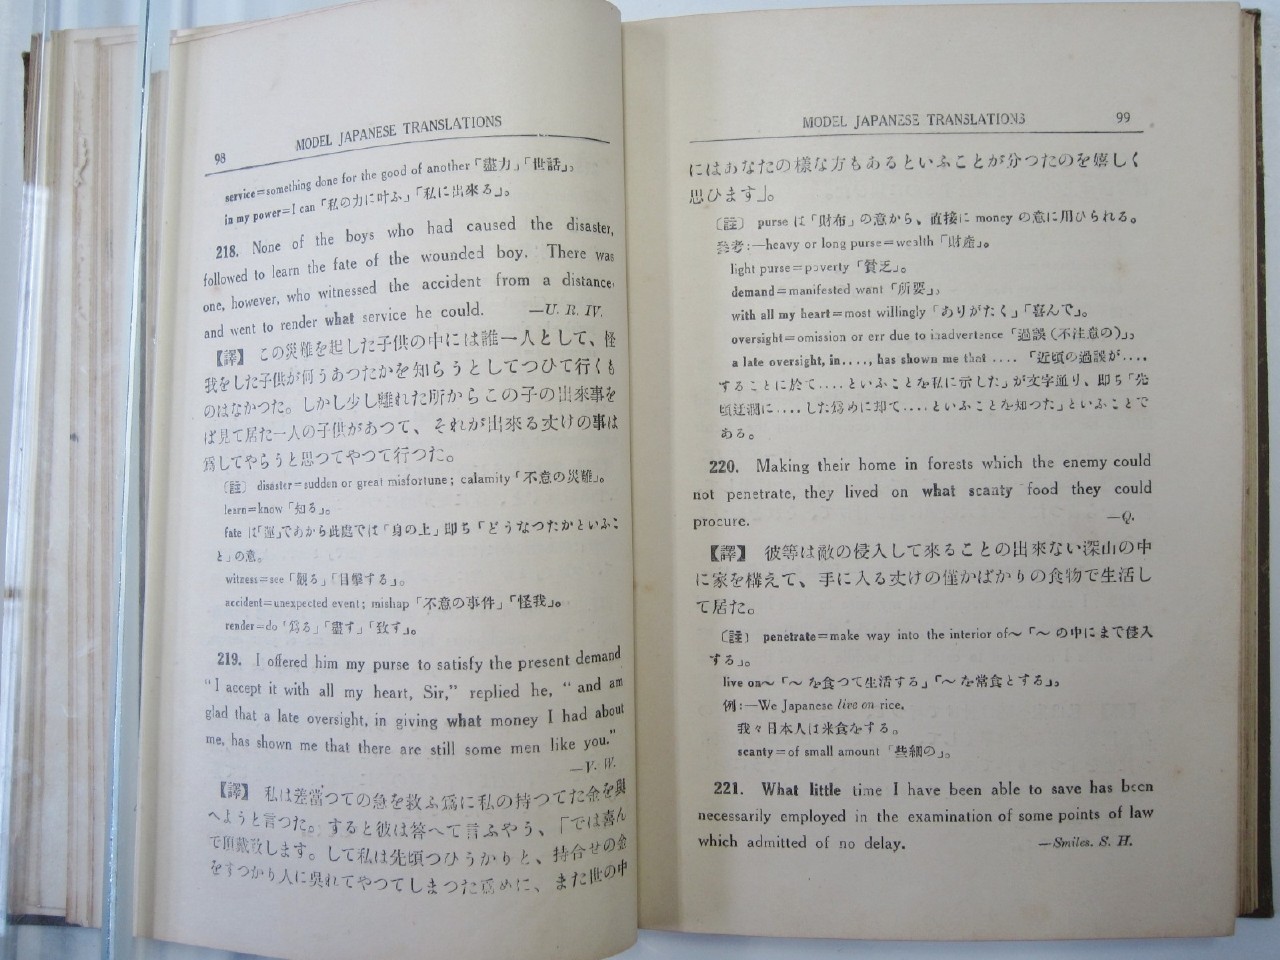 98 MODEL JAPANESE TRANSLATIONS
service=something done for the good of another「盡力」「世話」。
in my power=I can「私の力に叶ふ」「私に出來る」。
218. None of the boys who had caused the disaster,
followed to learn the fate of the wounded boy. There was
one, however, who witnessed the accident from a distance,
and went to render what service he could. —U. R. IV.
【譯】 この災難を起した子供の中には誰一人として、怪
我をした子供が何うあつたかを知らうとしてつひて行くも
のはなかつた。しかし少し離れた所からこの子の出來事を
ば見て居た一人の子供があつて、それが出來る丈けの事は
爲してやらうと思つてやつて行つた。
〔註〕 disaster=sudden or great misfortune; calamity「不意の災難」。
learn=know「知る」。
fate は「運」であから此處では「身の上」即ち「どうなつたかといふこ
と」の意。
witness=see「觀る」「目擊する」。
accident=unexpected event; mishap「不意の事件」「怪我」。
render=do「爲る」「盡す」「致す」。
219. I offered him my purse to satisfy the present demand
"I accept it with all my heart, Sir," replied he, "and am
glad that a late oversight, in giving what money I had about
me, has shown me that there are still some men like you."
—V. W.
【譯】 私は差當つての急を救ふ爲に私の持つてた金を與
へようと言つた。すると彼は答へて言ふやう、「では喜ん
で頂戴致します。して私は先頃つひうかりと、持合せの金
をすつかり人に呉れてやつてしまつた爲めに、また世の中
MODEL JAPANESE TRANSLATIONS 99
にはあなたの樣な方もあるといふことが分つたのを嬉しく
思ひます」。
〔註〕 purse は「財布」の意から、直接に money の意に用ひられる。
參考:—heavy or long purse=wealth「財產」。
light purse=poverty「貧乏」。
demand=manifested want「所要」。
with all my heart=most willingly「ありがたく」「喜んで」。
oversight=omision or err due to inadvertence「過誤(不注意の)」。
a late oversight, in...., has shown me that ....「近頃の過誤が....
することに於て....といふことを私に示した」が文字通り、即ち「先
頃迂濶に....した爲めに却て....といふことを知つた」といふことで
ある。
220. Making their home in forests which the enemy could
not penetrate, they lived on what scanty food they could
procure. —Q.
【譯】 彼等は敵の侵入して來ることの出來ない深山の中
に家を構えて、手に入る丈けの僅かばかりの食物で生活し
て居た。
〔註〕 penetrate=make way into the interior of～「～の中にまで侵入
する」。
live on～「～を食つて生活する」「～を常食とする」。
例:—We Japanese live on rice.
我々日本人は米食をする。
scanty=of small amount「些細の」。
221. What little time I have been able to save has been
necessarily employed in the examination of some points of law
which admitted of no delay. —Smiles. S. H.